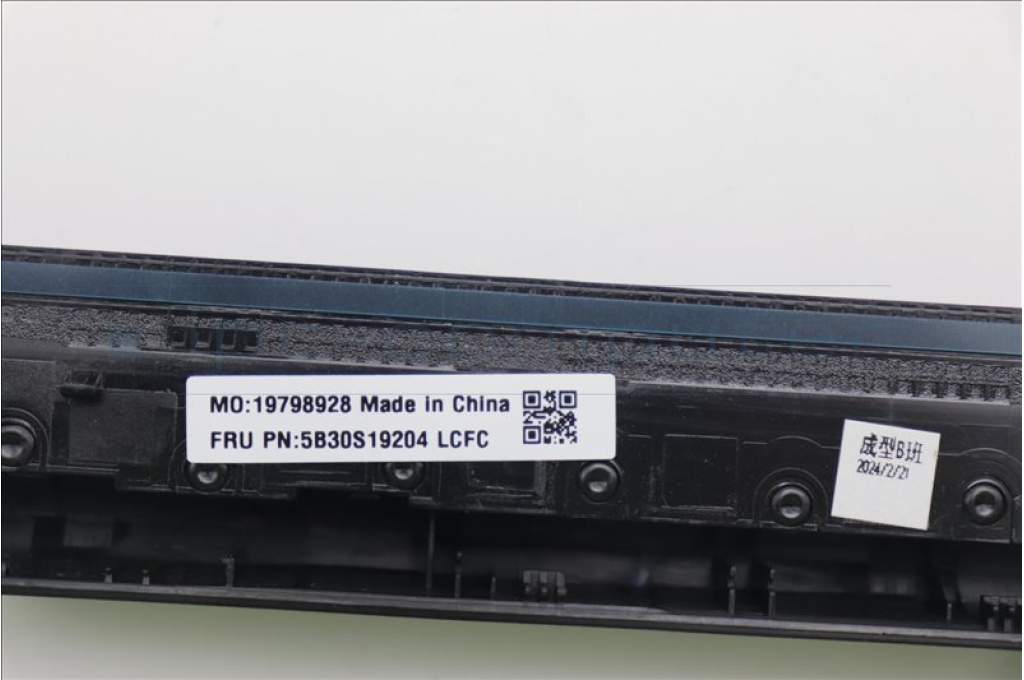 MO:19798928 Made in China
FRU PN:5B30S19204 LCFC
成型B班
2024/2/21